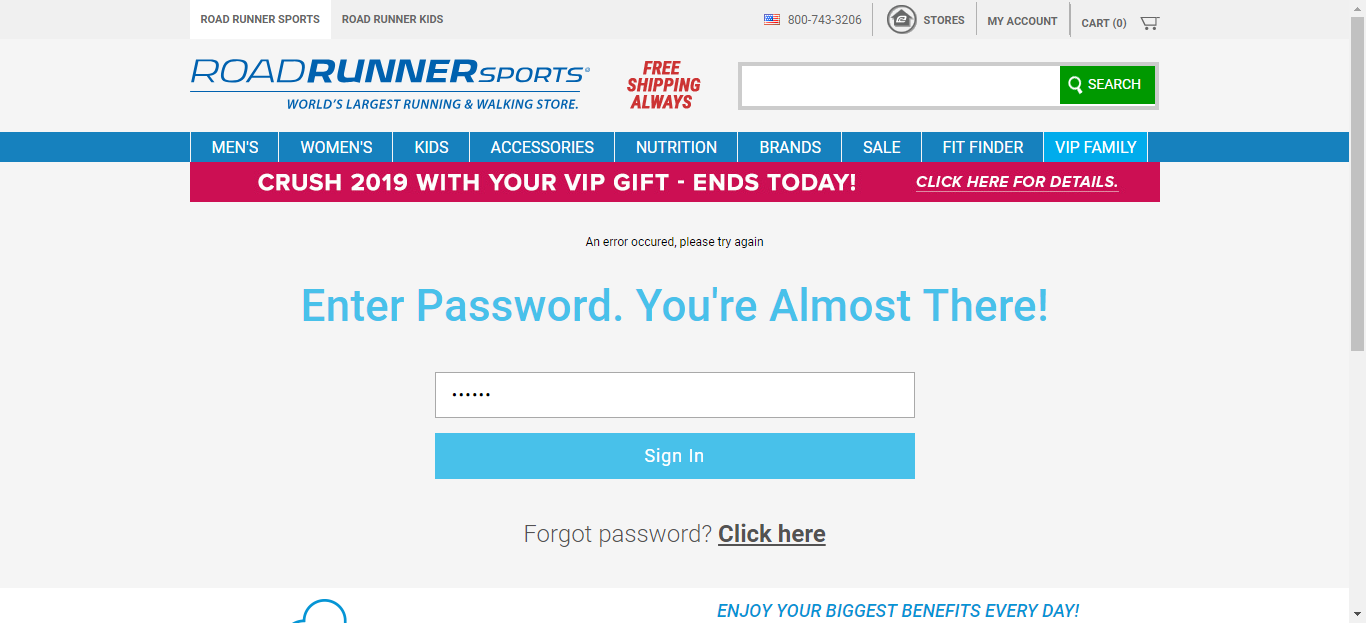 ROAD RUNNER SPORTS ROAD RUNNER KIDS 800-743-3206 STORES MY ACCOUNT CART (0)
ROADRUNNERSPORTS®
WORLD'S LARGEST RUNNING & WALKING STORE.
FREE
SHIPPING
ALWAYS
SEARCH
MEN'S WOMEN'S KIDS ACCESSORIES NUTRITION BRANDS SALE FIT FINDER VIP FAMILY
CRUSH 2019 WITH YOUR VIP GIFT - ENDS TODAY! CLICK HERE FOR DETAILS.
An error occured, please try again
Enter Password. You're Almost There!
••••••
Sign In
Forgot password? Click here
ENJOY YOUR BIGGEST BENEFITS EVERY DAY!